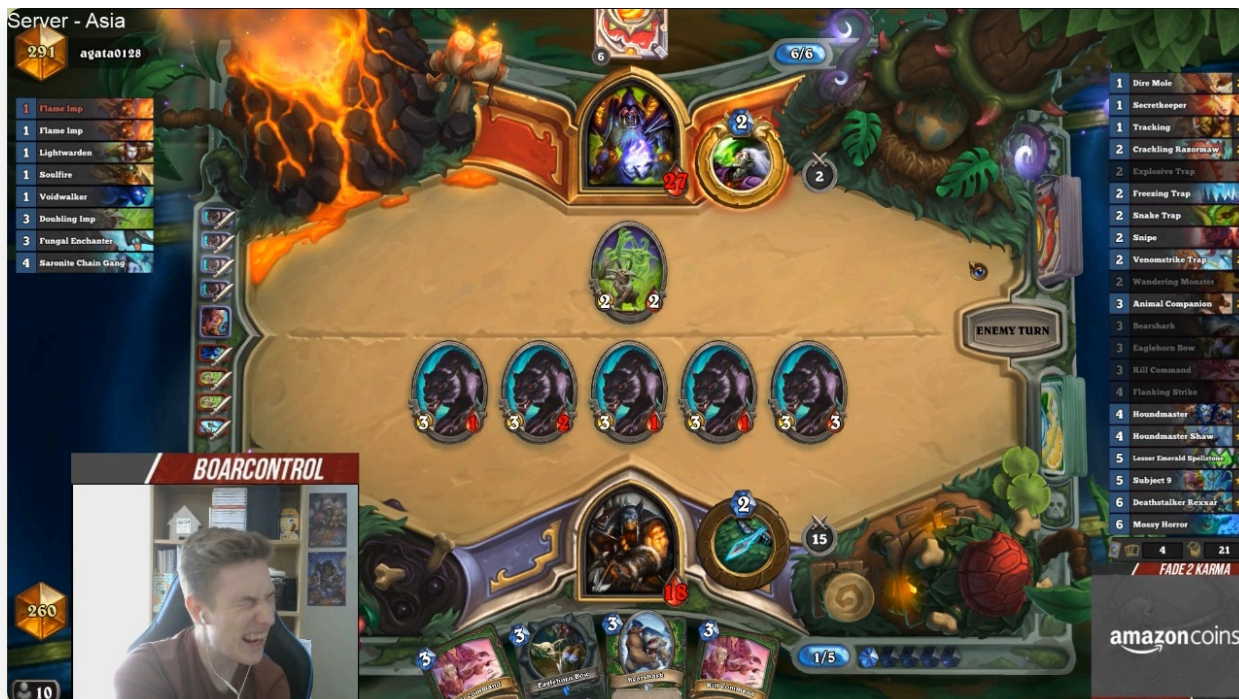 Server - Asia
291
agata0128
6
6/6
1 Flame Imp
1 Flame Imp
1 Lightwarden
1 Soulfire
1 Voidwalker
3 Doubling Imp
3 Fungal Enchanter
4 Saronite Chain Gang
27
2
2
2 2
ENEMY TURN
3 1
3 2
3 1
3 1
3 3
1 Dire Mole
1 Secretkeeper
1 Tracking
2 Crackling Razormaw
2 Explosive Trap
2 Freezing Trap
2 Snake Trap
2 Snipe
2 Venomstrike Trap
2 Wandering Monster
3 Animal Companion
3 Bearshark
3 Eaglehorn Bow
3 Kill Command
4 Flanking Strike
4 Houndmaster
4 Houndmaster Shaw
5 Lesser Emerald Spellstone
5 Subject 9
6 Deathstalker Rexxar
6 Mossy Horror
4 21
BOARCONTROL
2
15
18
260
10
3
3 Eaglehorn Bow
3 Bearshark
3 Kill Command
1/5
FADE 2 KARMA
amazon coins